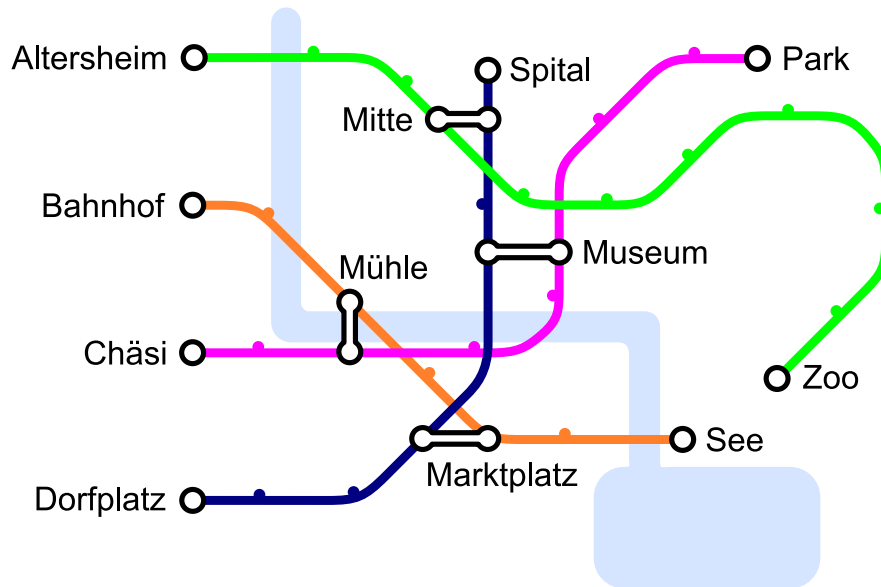 Altersheim
Spital
Park
Mitte
Bahnhof
Mühle
Museum
Chäsi
Zoo
See
Marktplatz
Dorfplatz